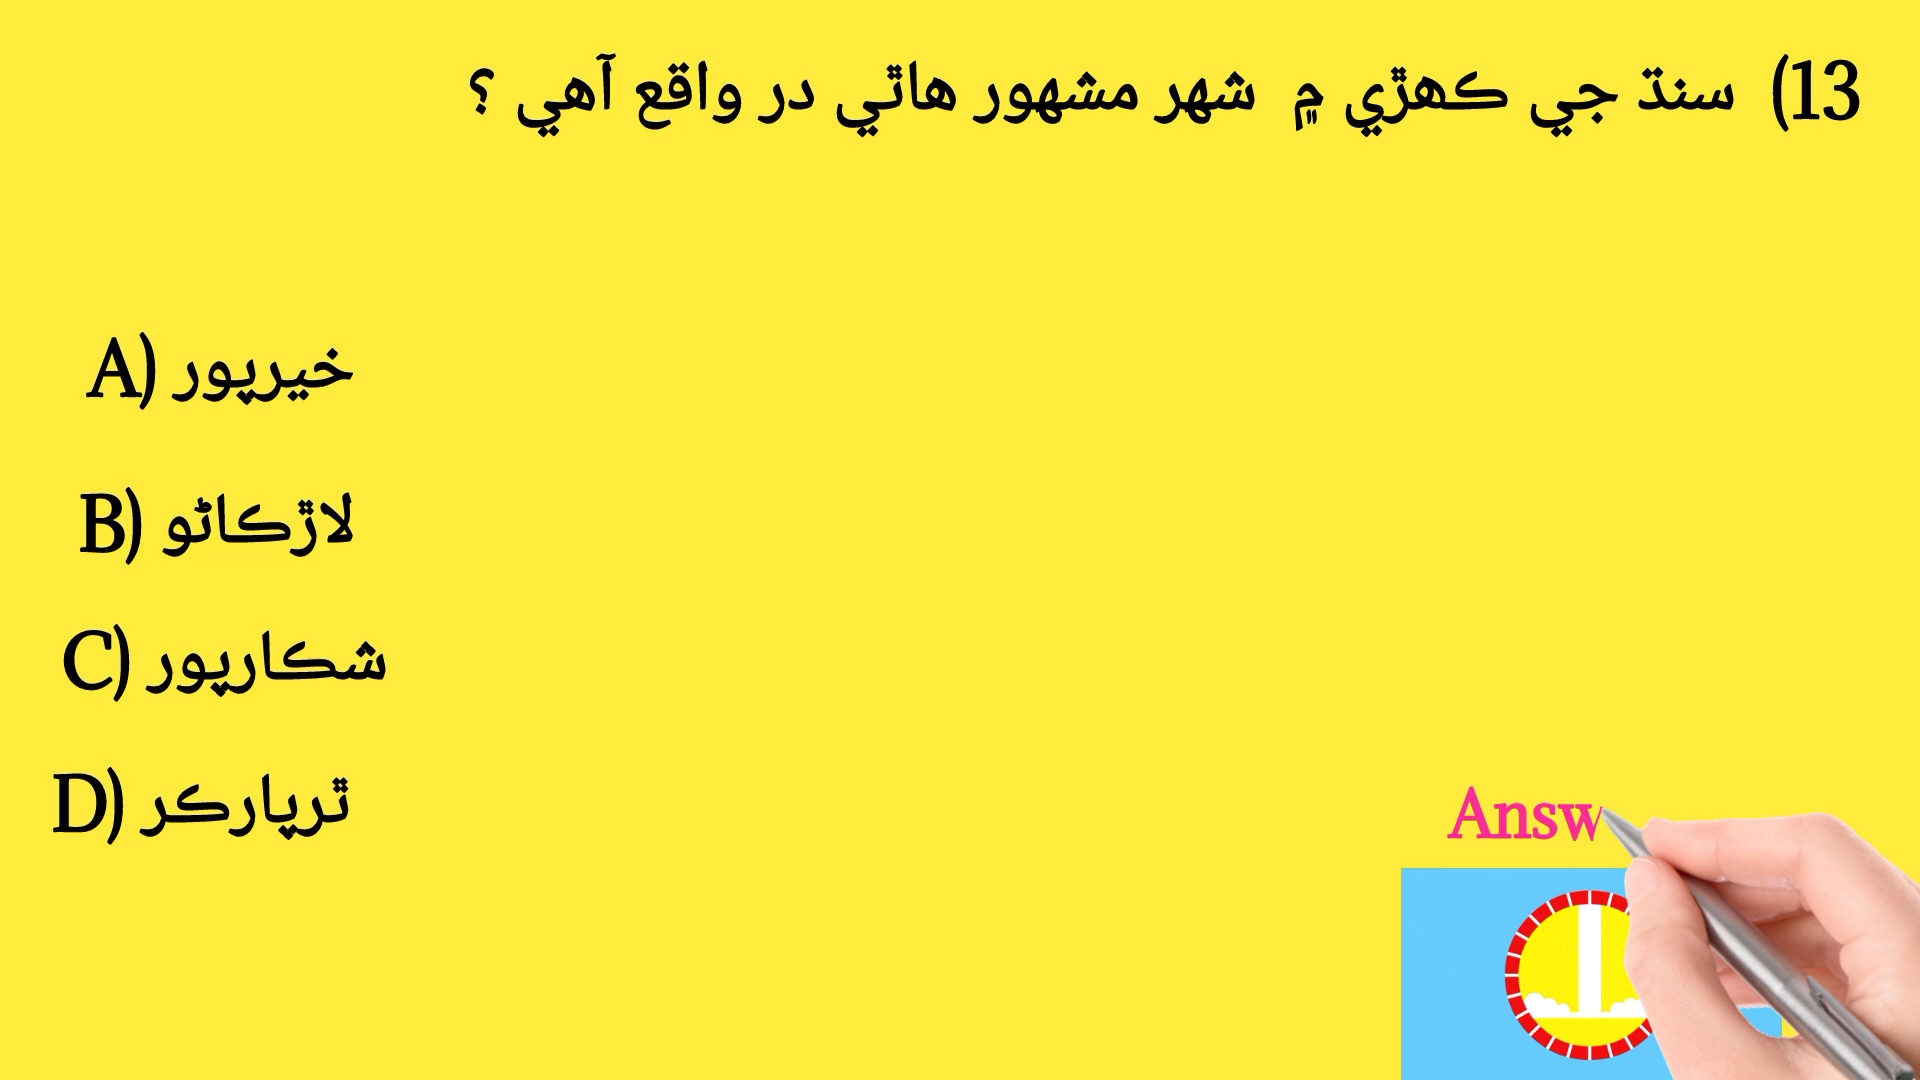 13) سنڌ جي ڪهڙي ۾ شهر مشهور هاٿي در واقع آهي ؟
A) خيرپور
B) لاڙڪاڻو
C) شڪارپور
D) ٿرپارڪر
Answ